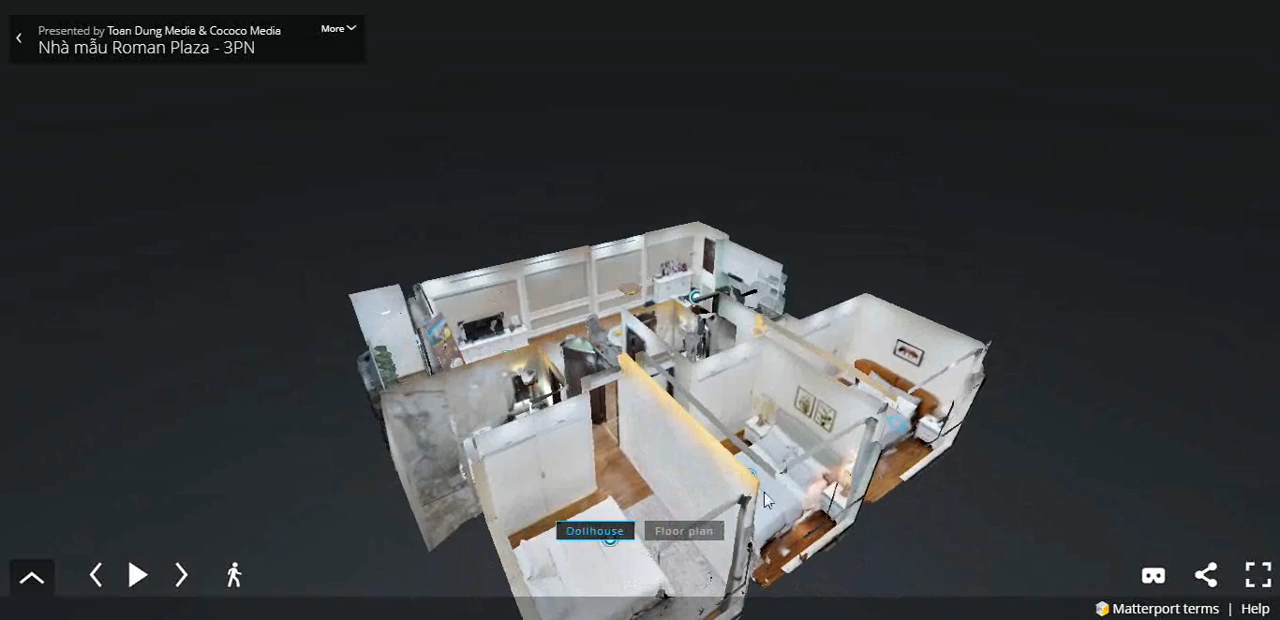 Presented by Toan Dung Media & Cococo Media
More
Nhà mẫu Roman Plaza - 3PN
Dollhouse
Floor plan
Matterport terms | Help